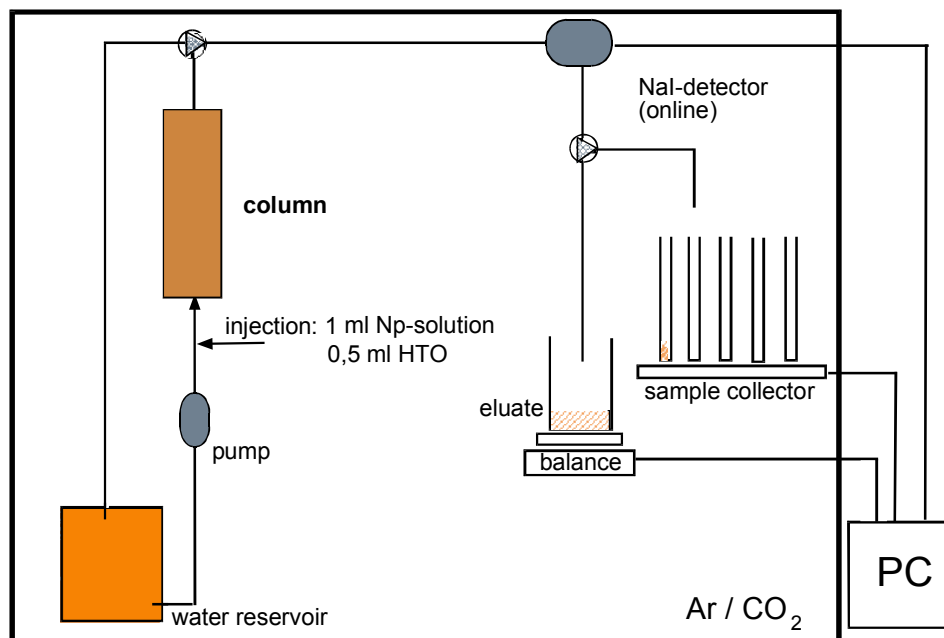 NaI-detector
(online)
column
injection: 1 ml Np-solution
0,5 ml HTO
sample collector
eluate
pump
balance
PC
water reservoir
Ar / CO₂